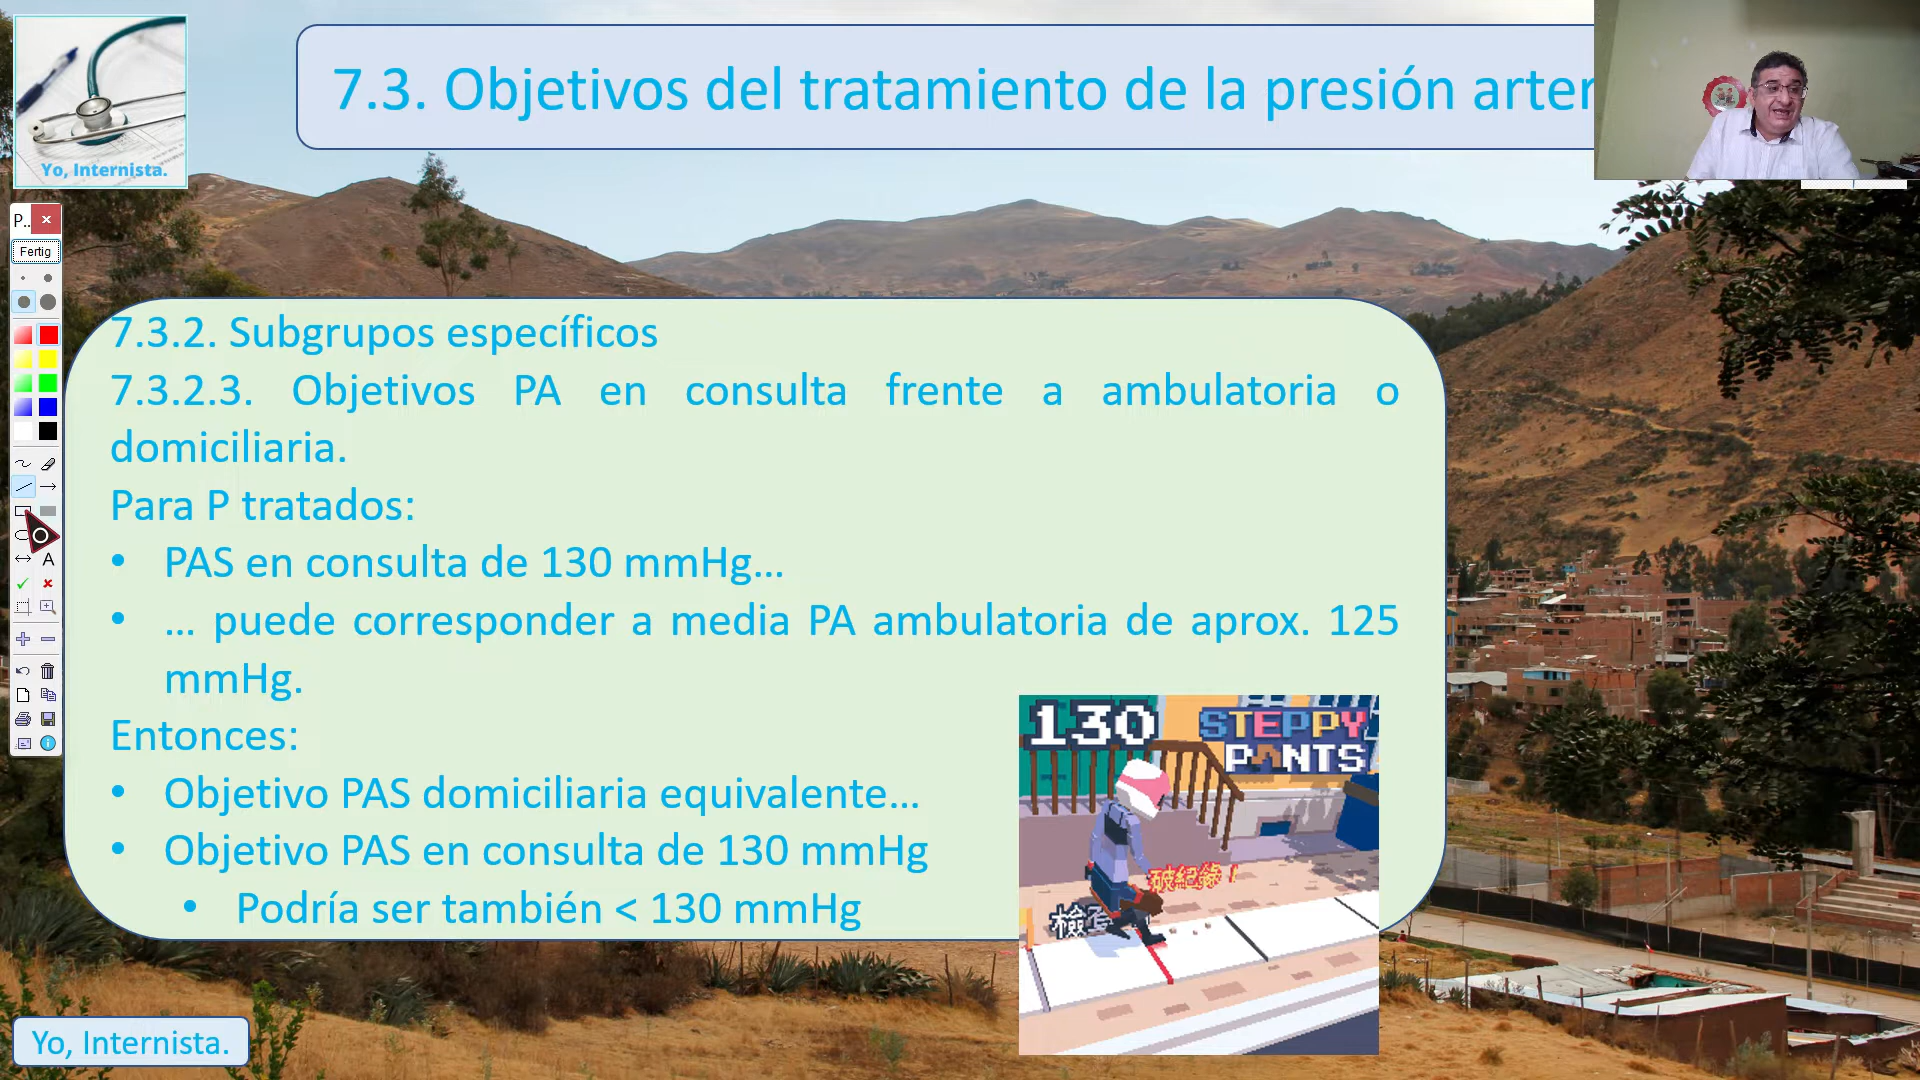 7.3. Objetivos del tratamiento de la presión arter
Yo, Internista.
P..
Fertig
A
7.3.2. Subgrupos específicos
7.3.2.3. Objetivos PA en consulta frente a ambulatoria o
domiciliaria.
Para P tratados:
• PAS en consulta de 130 mmHg...
• ... puede corresponder a media PA ambulatoria de aprox. 125
mmHg.
Entonces:
• Objetivo PAS domiciliaria equivalente...
• Objetivo PAS en consulta de 130 mmHg
• Podría ser también < 130 mmHg
130
STEPPY
PANTS
破紀錄!
Yo, Internista.